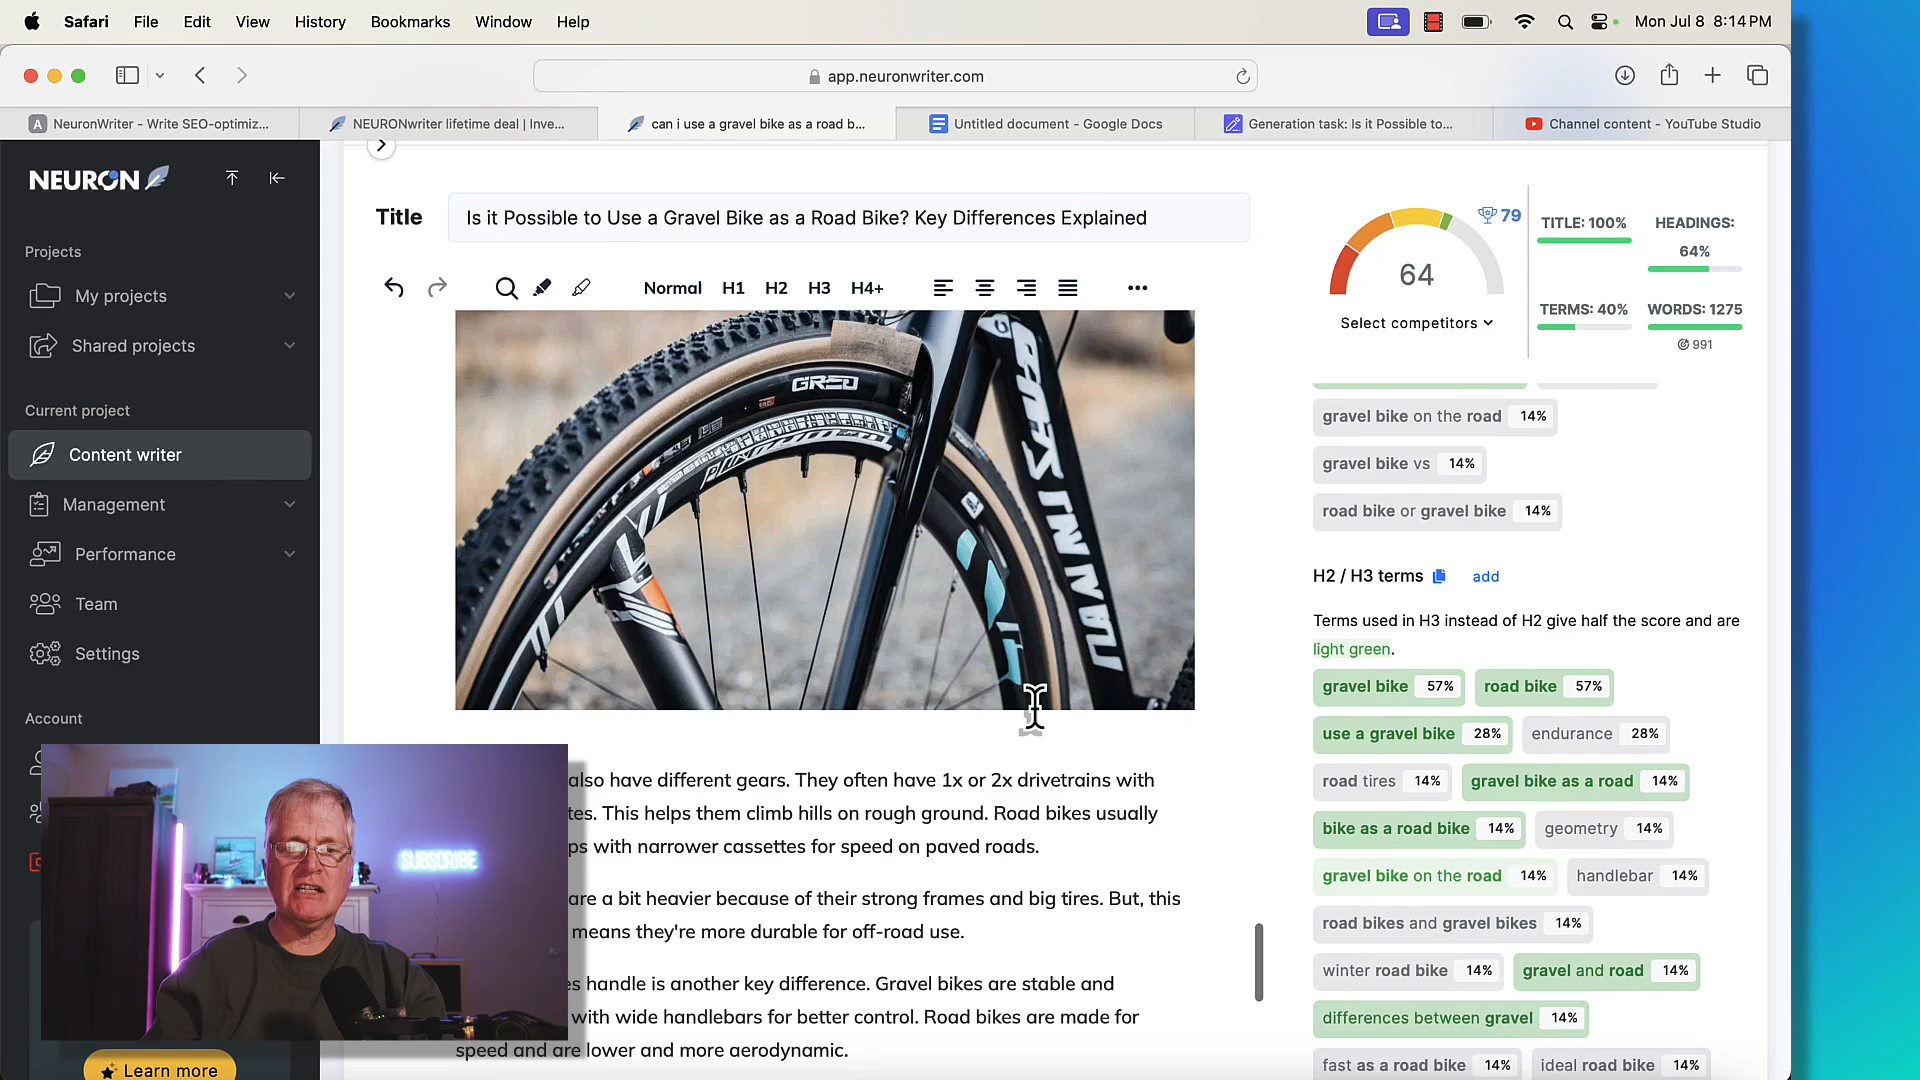 Safari File Edit View History Bookmarks Window Help Mon Jul 8 8:14 PM
app.neuronwriter.com
A NeuronWriter - Write SEO-optimiz...
NEURONwriter lifetime deal | Inve...
can i use a gravel bike as a road b...
Untitled document - Google Docs
Generation task: Is it Possible to...
Channel content - YouTube Studio
NEURON
Projects
My projects
Shared projects
Current project
Content writer
Management
Performance
Team
Settings
Account
Learn more
Title Is it Possible to Use a Gravel Bike as a Road Bike? Key Differences Explained
Normal H1 H2 H3 H4+
also have different gears. They often have 1x or 2x drivetrains with
tes. This helps them climb hills on rough ground. Road bikes usually
ps with narrower cassettes for speed on paved roads.
are a bit heavier because of their strong frames and big tires. But, this
means they're more durable for off-road use.
es handle is another key difference. Gravel bikes are stable and
with wide handlebars for better control. Road bikes are made for
speed and are lower and more aerodynamic.
SUBSCRIBE
79
64
Select competitors
TITLE: 100%
HEADINGS:
64%
TERMS: 40%
WORDS: 1275
991
gravel bike on the road 14%
gravel bike vs 14%
road bike or gravel bike 14%
H2 / H3 terms add
Terms used in H3 instead of H2 give half the score and are
light green.
gravel bike 57% road bike 57%
use a gravel bike 28% endurance 28%
road tires 14% gravel bike as a road 14%
bike as a road bike 14% geometry 14%
gravel bike on the road 14% handlebar 14%
road bikes and gravel bikes 14%
winter road bike 14% gravel and road 14%
differences between gravel 14%
fast as a road bike 14% ideal road bike 14%